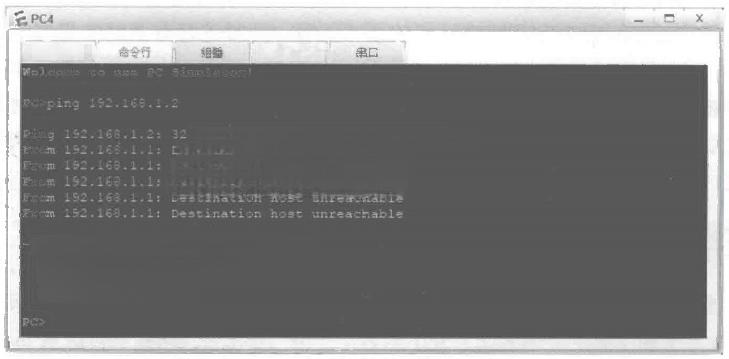 PC4
命令行 组播 串口
Welcome to use PC Simulator!
PC>ping 192.168.1.2
Ping 192.168.1.2: 32
From 192.168.1.1:
From 192.168.1.1:
From 192.168.1.1:
From 192.168.1.1: Destination host unreachable
From 192.168.1.1: Destination host unreachable
PC>